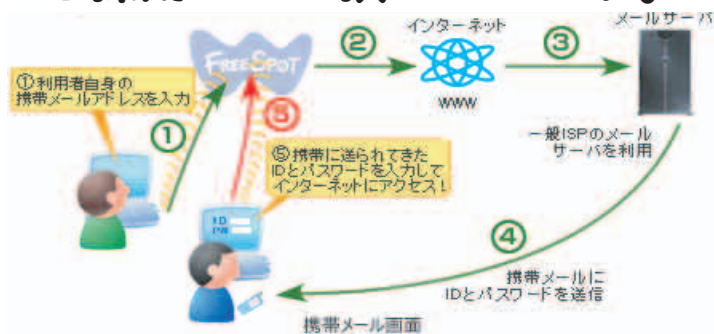 インターネット
メールサーバ
FREESPOT
②
③
①利用者自身の
携帯メールアドレスを入力
WWW
①
⑤
一般ISPのメール
サーバを利用
⑤携帯に送られてきた
IDとパスワードを入力して
インターネットにアクセス!
ID
PW
④
携帯メールに
IDとパスワードを送信
携帯メール画面